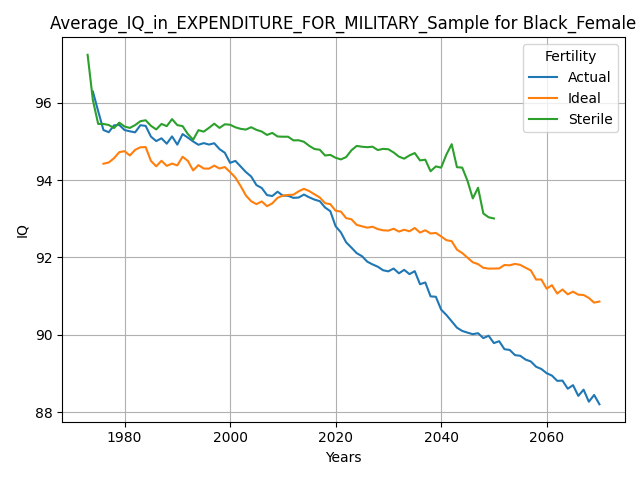 Average_IQ_in_EXPENDITURE_FOR_MILITARY_Sample for Black_Female
Fertility
Actual
Ideal
Sterile
IQ
96
94
92
90
88
1980 2000 2020 2040 2060
Years